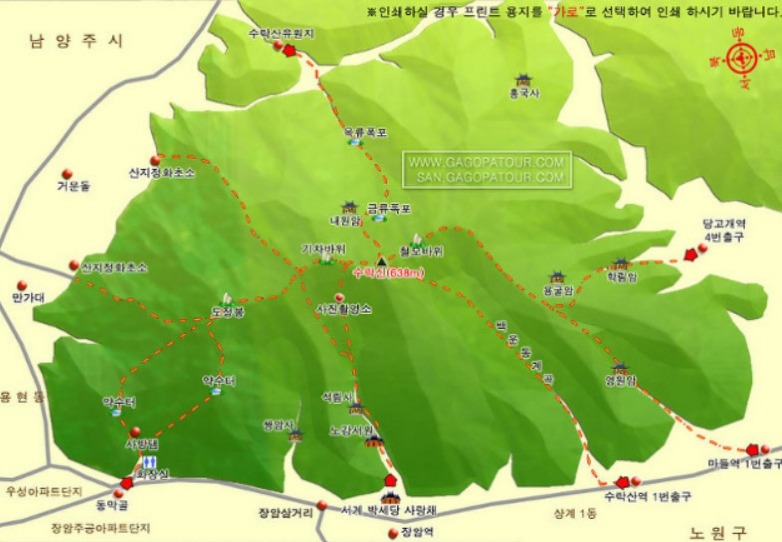 ※인쇄하실 경우 프린트 용지를 "가로"로 선택하여 인쇄 하시기 바랍니다.
남양주시
수락산유원지
동
북
남
서
흥국사
옥류폭포
WWW.GAGOPATOUR.COM
SAN.GAGOPATOUR.COM
산지정화초소
거문돌
내원암
금류폭포
당고개역
4번출구
기차바위
철모바위
산지정화초소
수락산(638m)
학림암
용굴암
만가대
도정봉
사진촬영소
백운동계곡
약수터
영원암
용현동
약수터
석림사
쌍암사
노강서원
사방댐
화장실
마들역 1번출구
우성아파트단지
동막골
장암삼거리
서계 박세당 사랑채
수락산역 1번출구
상계 1동
장암주공아파트단지
장암역
노원구